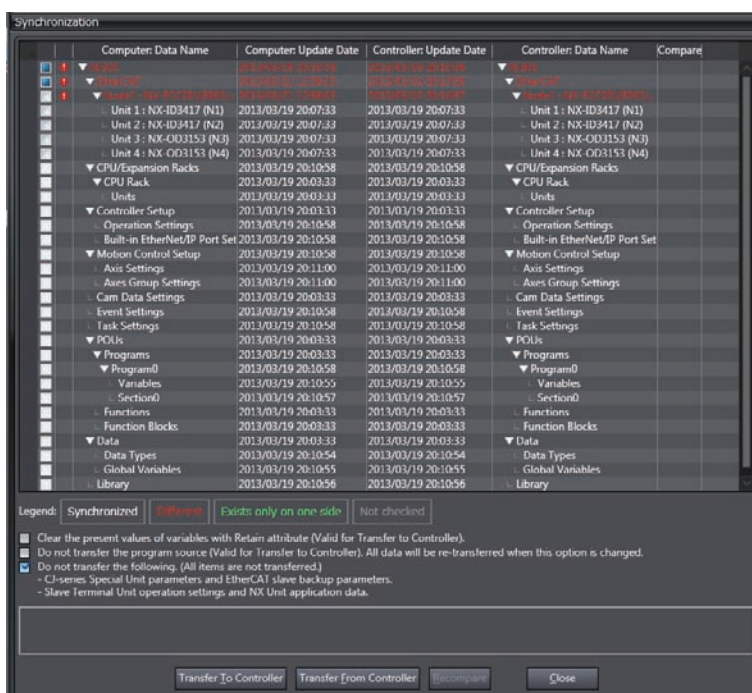 Synchronization
Computer: Data Name Computer: Update Date Controller: Update Date Controller: Data Name Compare
Unit 1 : NX-ID3417 (N1) 2013/03/19 20:07:33 2013/03/19 20:07:33 Unit 1 : NX-ID3417 (N1)
Unit 2 : NX-ID3417 (N2) 2013/03/19 20:07:33 2013/03/19 20:07:33 Unit 2 : NX-ID3417 (N2)
Unit 3 : NX-OD3153 (N3) 2013/03/19 20:07:33 2013/03/19 20:07:33 Unit 3 : NX-OD3153 (N3)
Unit 4 : NX-OD3153 (N4) 2013/03/19 20:07:33 2013/03/19 20:07:33 Unit 4 : NX-OD3153 (N4)
▼ CPU/Expansion Racks 2013/03/19 20:10:58 2013/03/19 20:10:58 ▼ CPU/Expansion Racks
▼ CPU Rack 2013/03/19 20:03:33 2013/03/19 20:03:33 ▼ CPU Rack
Units 2013/03/19 20:03:33 2013/03/19 20:03:33 Units
▼ Controller Setup 2013/03/19 20:03:33 2013/03/19 20:03:33 ▼ Controller Setup
Operation Settings 2013/03/19 20:10:58 2013/03/19 20:10:58 Operation Settings
Built-in EtherNet/IP Port Set 2013/03/19 20:10:58 2013/03/19 20:10:58 Built-in EtherNet/IP Port Set
▼ Motion Control Setup 2013/03/19 20:10:58 2013/03/19 20:10:58 ▼ Motion Control Setup
Axis Settings 2013/03/19 20:11:00 2013/03/19 20:11:00 Axis Settings
Axes Group Settings 2013/03/19 20:11:00 2013/03/19 20:11:00 Axes Group Settings
Cam Data Settings 2013/03/19 20:03:33 2013/03/19 20:03:33 Cam Data Settings
Event Settings 2013/03/19 20:10:58 2013/03/19 20:10:58 Event Settings
Task Settings 2013/03/19 20:10:58 2013/03/19 20:10:58 Task Settings
▼ POUs 2013/03/19 20:03:33 2013/03/19 20:03:33 ▼ POUs
▼ Programs 2013/03/19 20:03:33 2013/03/19 20:03:33 ▼ Programs
▼ Program0 2013/03/19 20:10:58 2013/03/19 20:10:58 ▼ Program0
Variables 2013/03/19 20:10:55 2013/03/19 20:10:55 Variables
Section0 2013/03/19 20:10:57 2013/03/19 20:10:57 Section0
Functions 2013/03/19 20:03:33 2013/03/19 20:03:33 Functions
Function Blocks 2013/03/19 20:03:33 2013/03/19 20:03:33 Function Blocks
▼ Data 2013/03/19 20:03:33 2013/03/19 20:03:33 ▼ Data
Data Types 2013/03/19 20:10:54 2013/03/19 20:10:54 Data Types
Global Variables 2013/03/19 20:10:55 2013/03/19 20:10:55 Global Variables
Library 2013/03/19 20:10:56 2013/03/19 20:10:56 Library
Legend: Synchronized Different Exists only on one side Not checked
Clear the present values of variables with Retain attribute (Valid for Transfer to Controller).
Do not transfer the program source (Valid for Transfer to Controller). All data will be re-transferred when this option is changed.
Do not transfer the following. (All items are not transferred.)
- CJ-series Special Unit parameters and EtherCAT slave backup parameters.
- Slave Terminal Unit operation settings and NX Unit application data.
Transfer To Controller Transfer From Controller Recompare Close